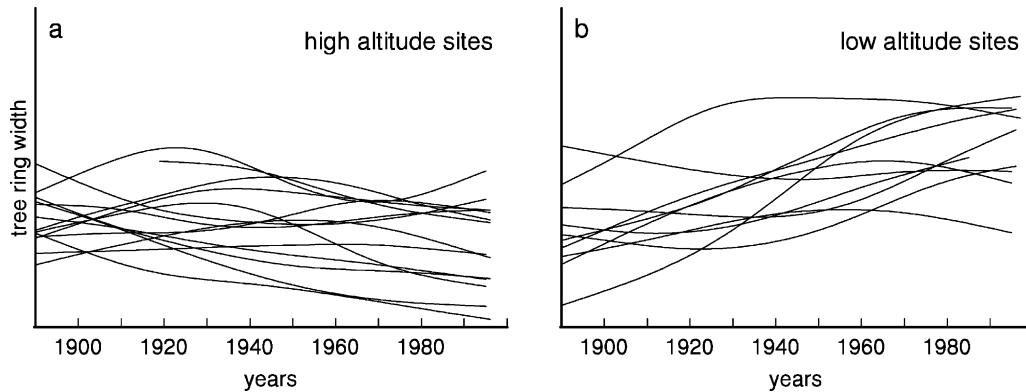 a
high altitude sites
tree ring width
1900 1920 1940 1960 1980
years
b
low altitude sites
1900 1920 1940 1960 1980
years